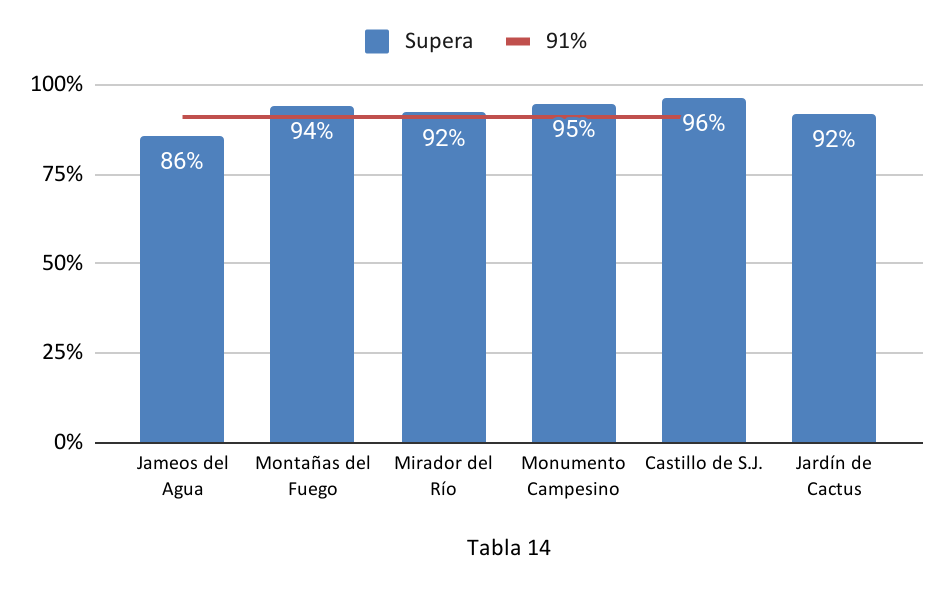 Supera 91%
100%
75%
50%
25%
0%
86%
94%
92%
95%
96%
92%
Jameos del
Agua
Montañas del
Fuego
Mirador del
Río
Monumento
Campesino
Castillo de S.J.
Jardín de
Cactus
Tabla 14